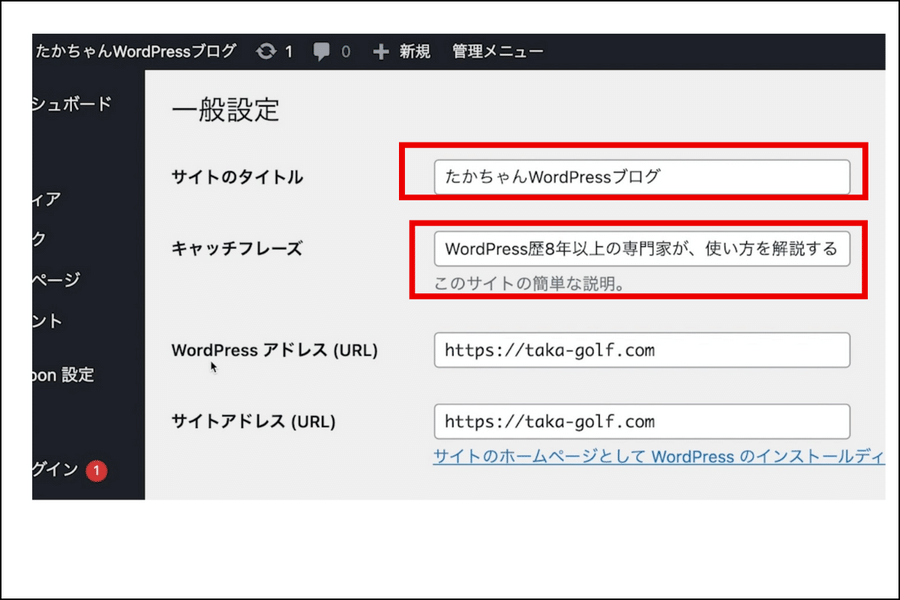 たかちゃんWordPressブログ 1 0 新規 管理メニュー
シュボード
一般設定
サイトのタイトル たかちゃんWordPressブログ
ィア
ク
キャッチフレーズ WordPress歴8年以上の専門家が、使い方を解説する
ページ
このサイトの簡単な説明。
ント
WordPress アドレス (URL) https://taka-golf.com
oon 設定
サイトアドレス (URL) https://taka-golf.com
サイトのホームページとして WordPress のインストールディ
グイン 1